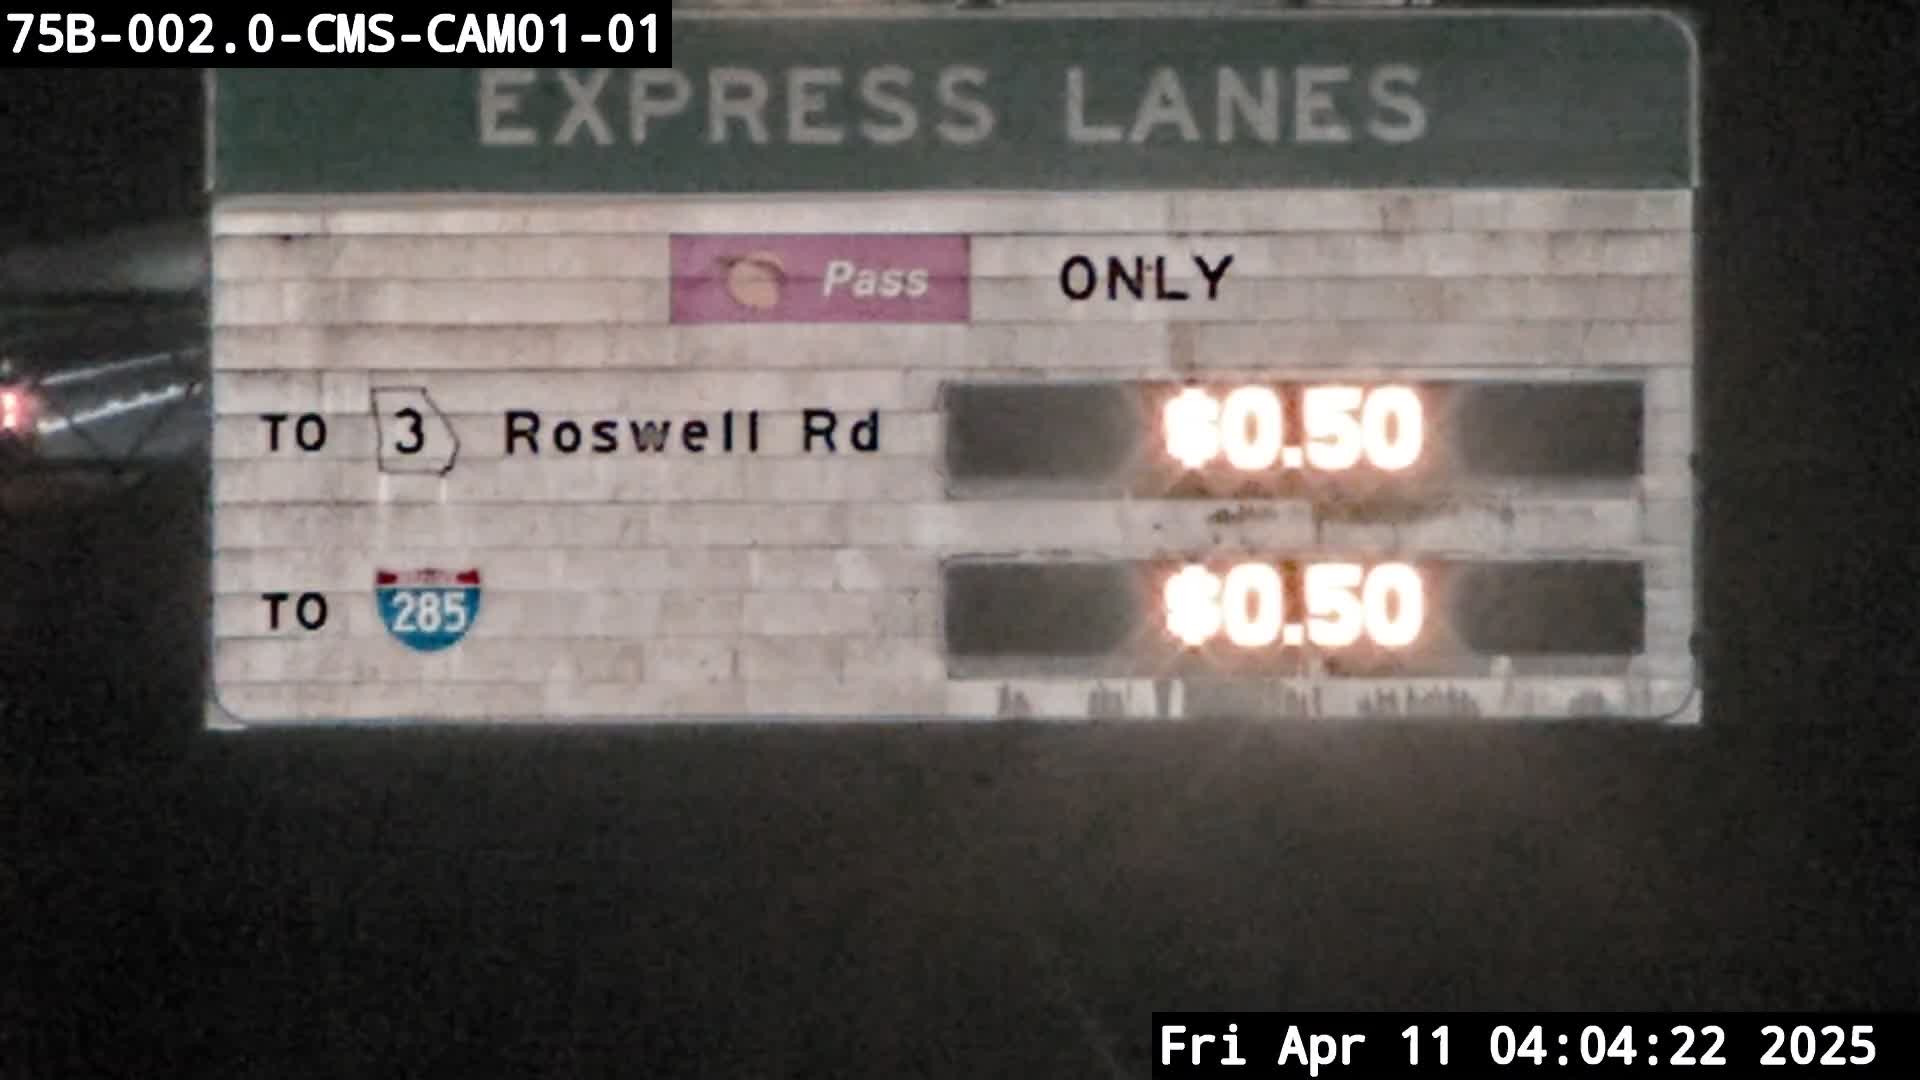 75B-002.0-CMS-CAM01-01
EXPRESS LANES
Pass ONLY
TO 3 Roswell Rd $0.50
TO 285 $0.50
Fri Apr 11 04:04:22 2025